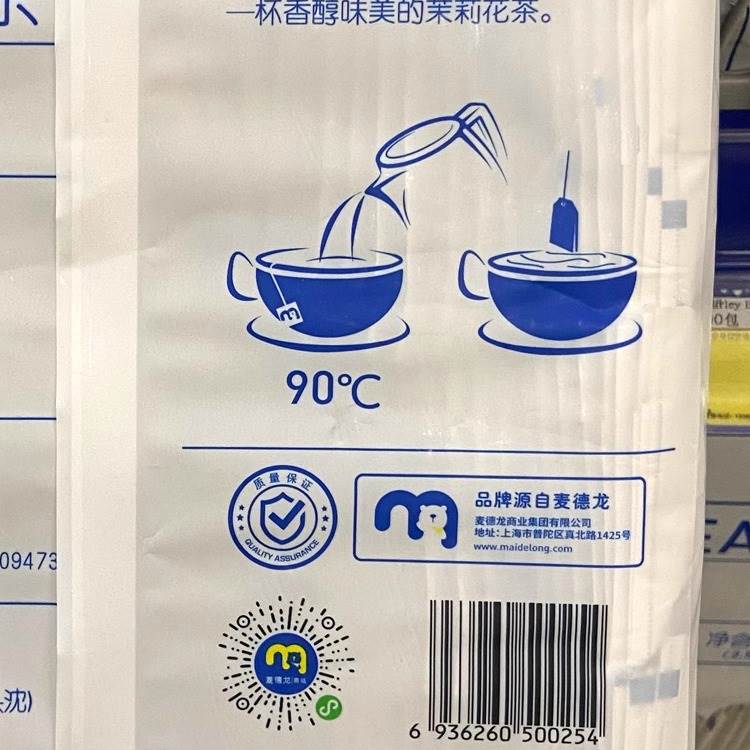 一杯香醇味美的茉莉花茶。
90℃
质量保证
QUALITY ASSURANCE
品牌源自麦德龙
麦德龙商业集团有限公司
地址:上海市普陀区真北路1425号
www.maidelong.com
麦德龙
6 936260 500254
09473
0包